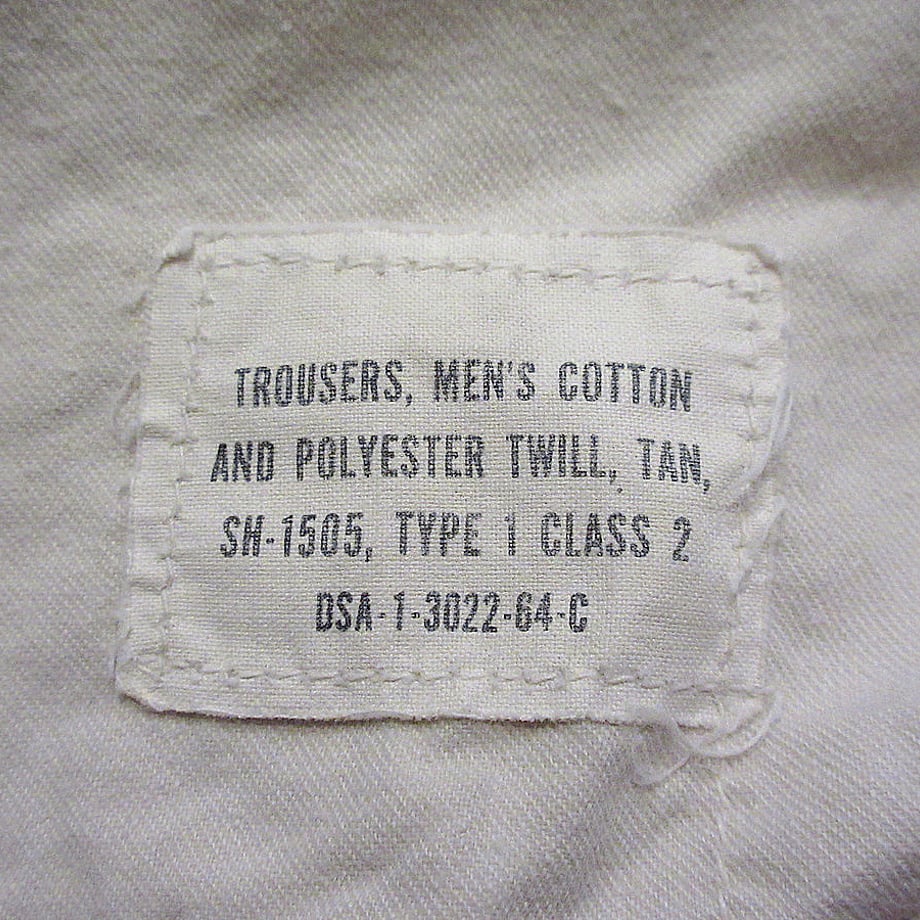 TROUSERS, MEN'S COTTON
AND POLYESTER TWILL, TAN,
SH-1505, TYPE 1 CLASS 2
DSA-1-3022-64-C